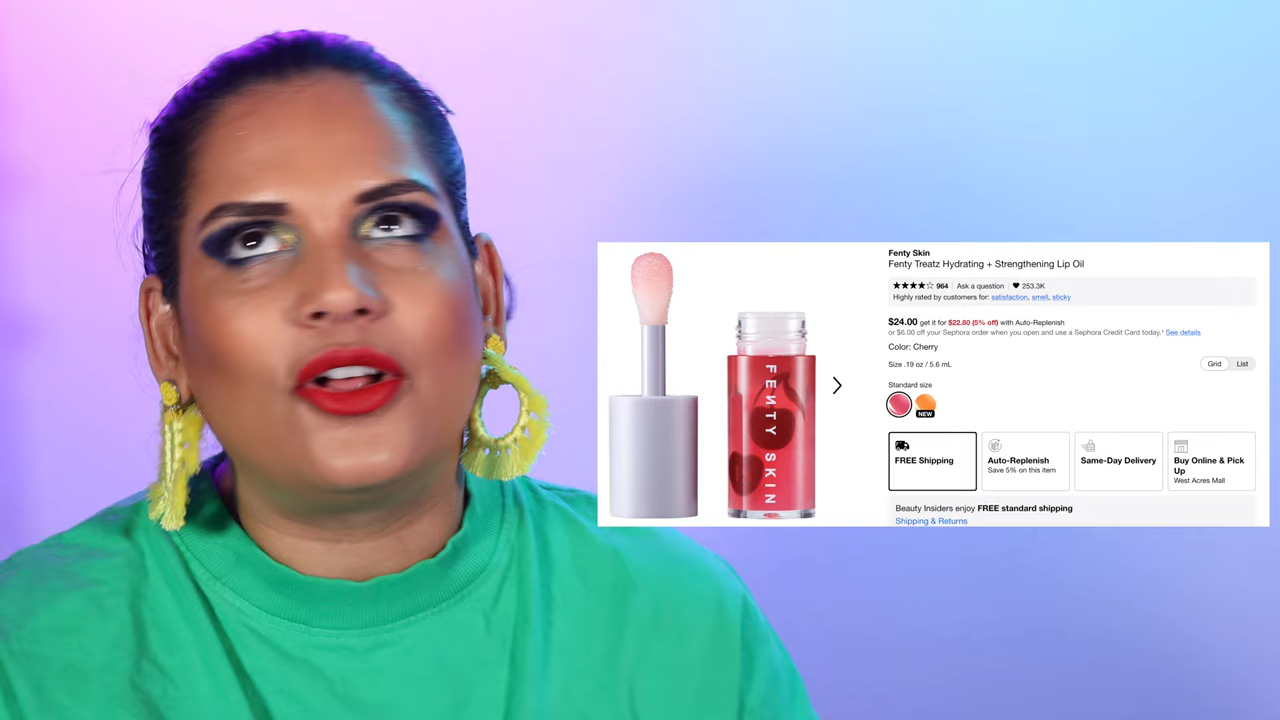 FENTY SKIN
Fenty Skin
Fenty Treatz Hydrating + Strengthening Lip Oil
964 Ask a question 253.3K
Highly rated by customers for: satisfaction, smell, sticky
$24.00 get it for $22.80 (5% off) with Auto-Replenish
or $6.00 off your Sephora order when you open and use a Sephora Credit Card today.¹ See details
Color: Cherry
Size .19 oz / 5.6 mL
Grid List
Standard size
NEW
FREE Shipping
Auto-Replenish
Save 5% on this item
Same-Day Delivery
Buy Online & Pick
Up
West Acres Mall
Beauty Insiders enjoy FREE standard shipping
Shipping & Returns